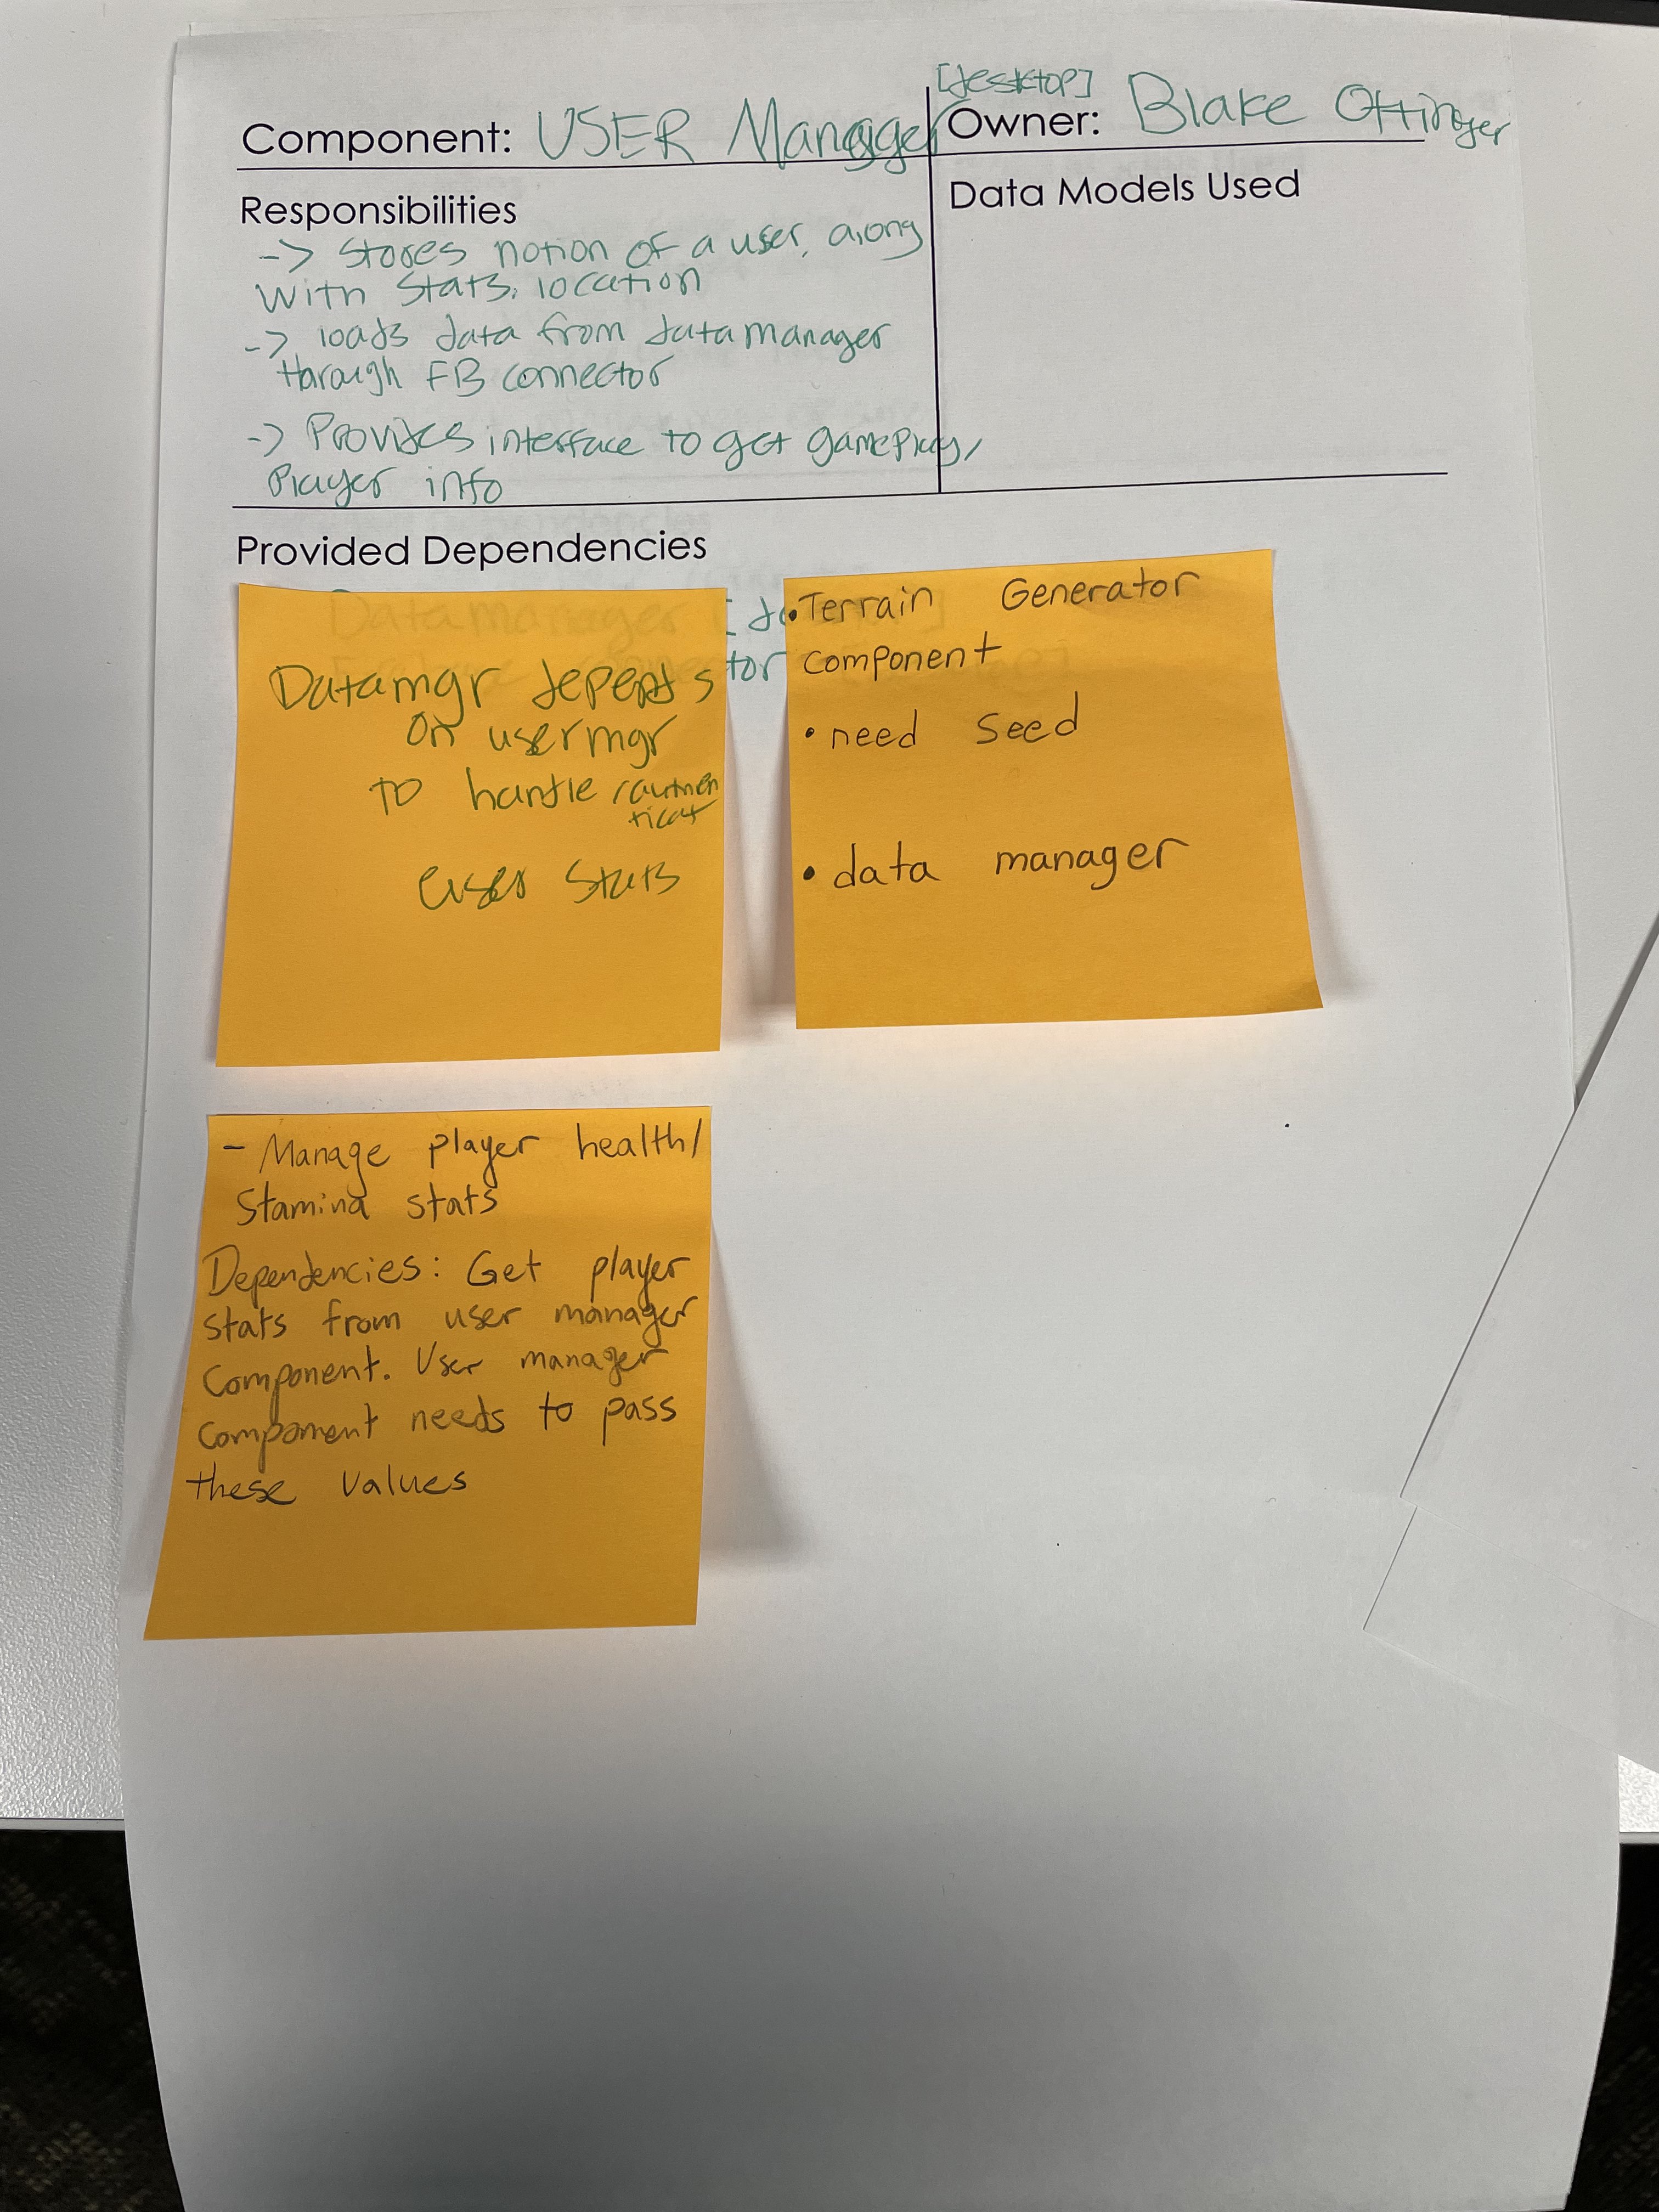 [desktop]
Component: USER Manager
Owner: Blake Ottinger
Responsibilities
-> stores notion of a user, along
with stats, location
-> loads data from datamanager
through FB connector
-> Provides interface to get gameplay/
Player info
Data Models Used
Provided Dependencies
Datamanager
tor
Datamgr depends
on usermgr
to handle
user stats
• Terrain Generator
component
• need seed
• data manager
- Manage player health/
stamina stats
Dependencies: Get player
stats from user manager
component. User manager
component needs to pass
these values